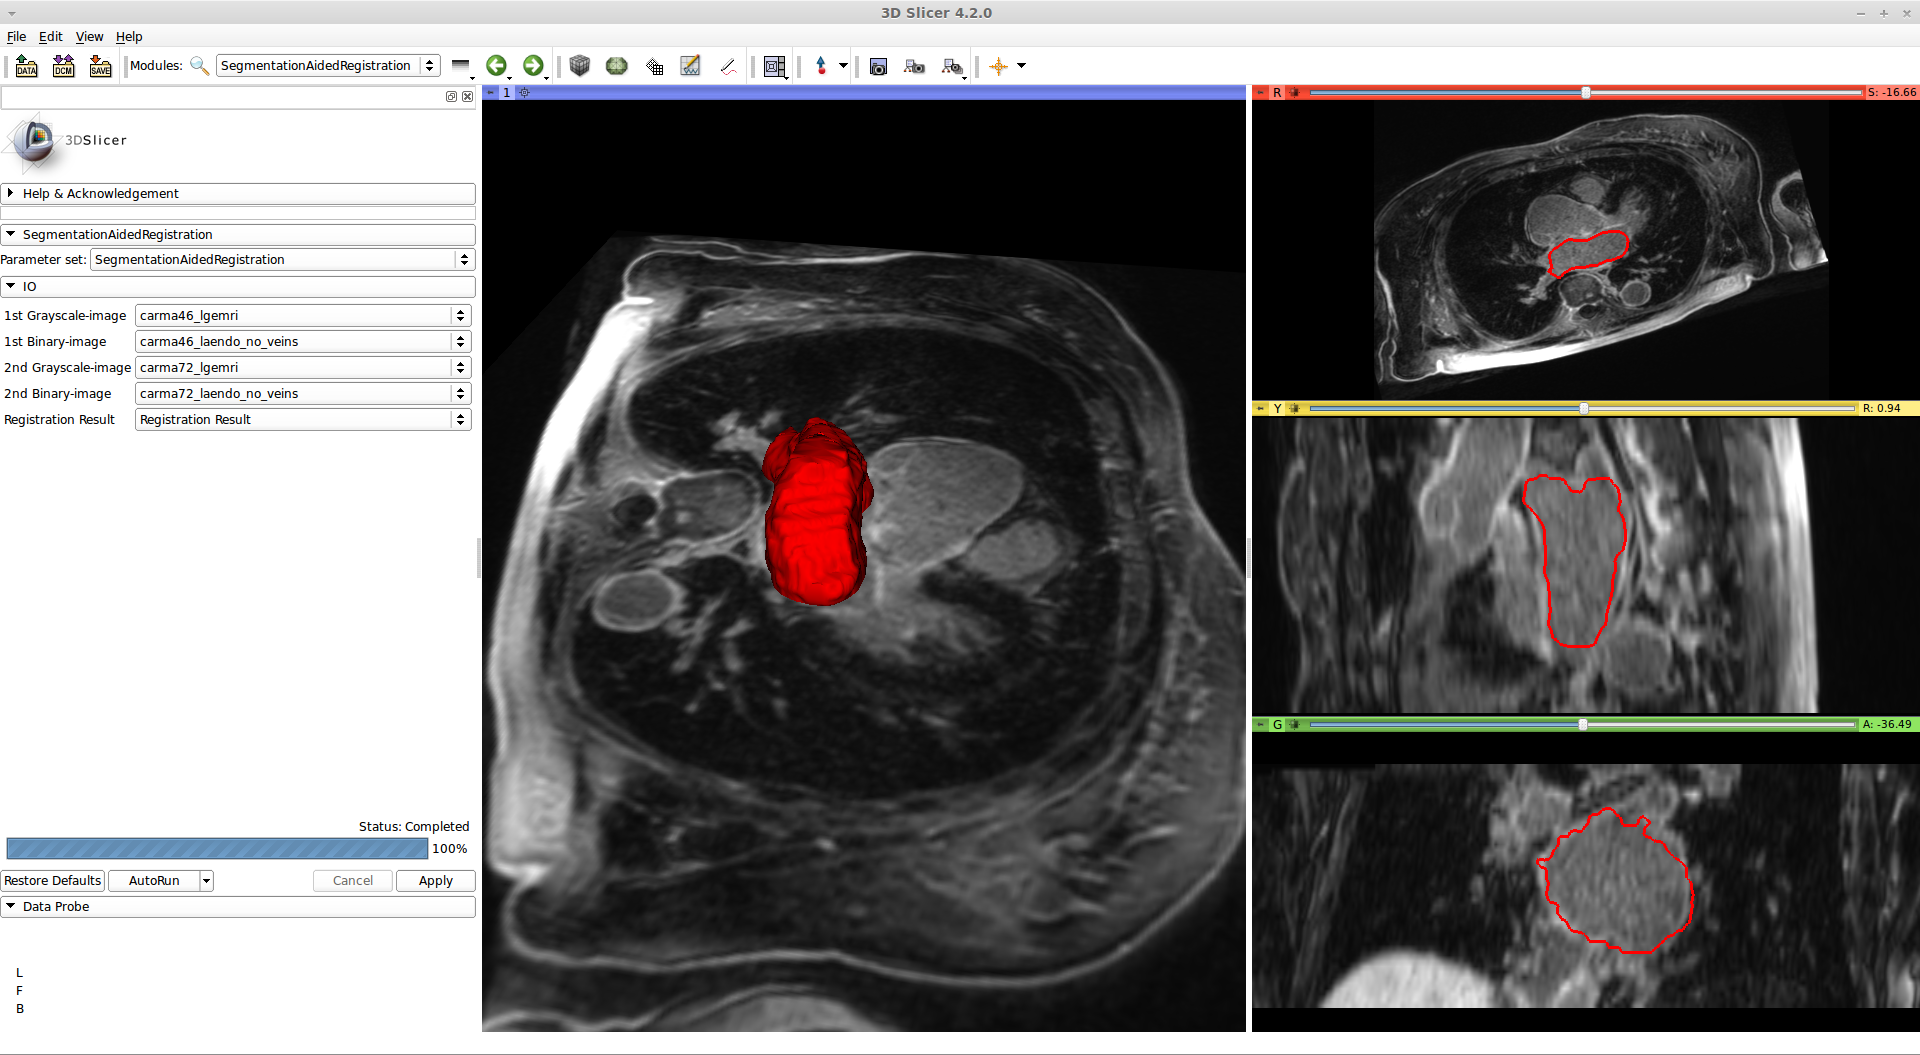 3D Slicer 4.2.0
File Edit View Help
DATA DCM SAVE Modules: SegmentationAidedRegistration
1
R S: -16.66
3DSlicer
Help & Acknowledgement
SegmentationAidedRegistration
Parameter set: SegmentationAidedRegistration
IO
1st Grayscale-image carma46_lgemri
1st Binary-image carma46_laendo_no_veins
2nd Grayscale-image carma72_lgemri
2nd Binary-image carma72_laendo_no_veins
Registration Result Registration Result
Y R: 0.94
G A: -36.49
Status: Completed
100%
Restore Defaults AutoRun Cancel Apply
Data Probe
L
F
B